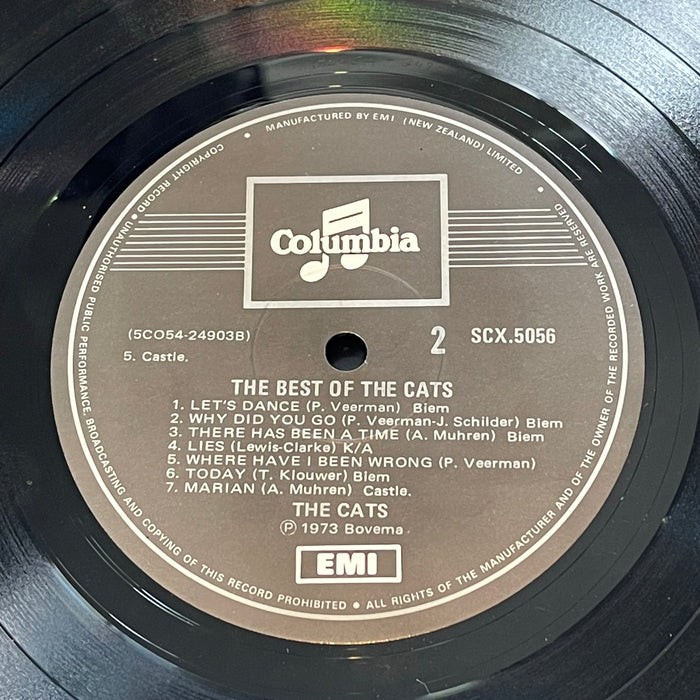 MANUFACTURED BY EMI (NEW ZEALAND) LIMITED
COPYRIGHT RECORD • UNAUTHORISED PUBLIC PERFORMANCE, BROADCASTING AND COPYING OF THIS RECORD PROHIBITED • ALL RIGHTS OF THE MANUFACTURER AND OF THE OWNER OF THE RECORDED WORK ARE RESERVED
Columbia
(5CO54-24903B)
2 SCX.5056
5. Castle.
THE BEST OF THE CATS
1. LET'S DANCE (P. Veerman) Biem
2. WHY DID YOU GO (P. Veerman-J. Schilder) Biem
3. THERE HAS BEEN A TIME (A. Muhren) Biem
4. LIES (Lewis-Clarke) K/A
5. WHERE HAVE I BEEN WRONG (P. Veerman)
6. TODAY (T. Klouwer) Biem
7. MARIAN (A. Muhren) Castle.
THE CATS
℗ 1973 Bovema
EMI